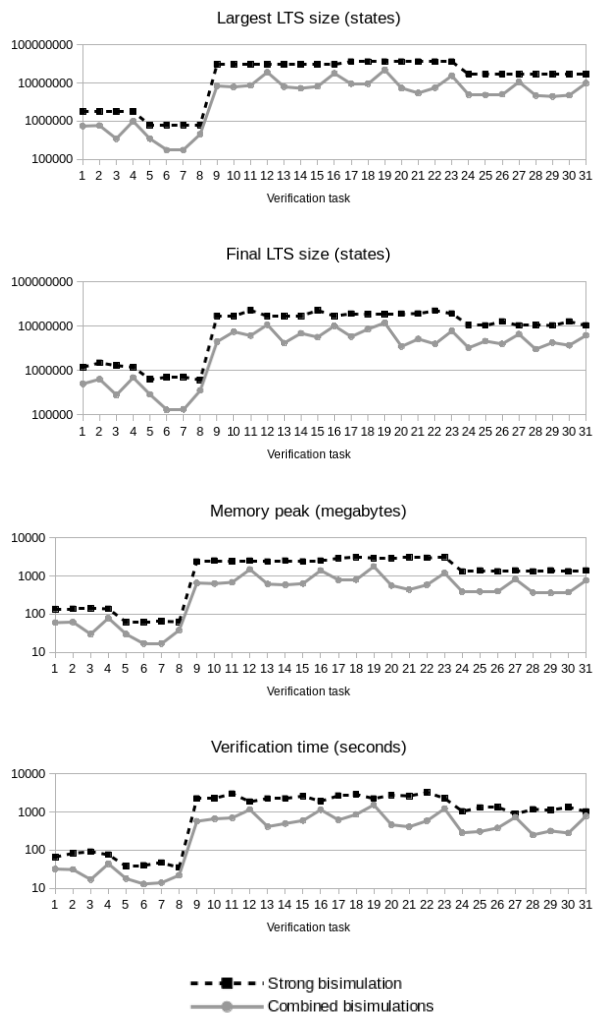 Largest LTS size (states)
100000000
10000000
1000000
100000
1 2 3 4 5 6 7 8 9 10 11 12 13 14 15 16 17 18 19 20 21 22 23 24 25 26 27 28 29 30 31
Verification task
Final LTS size (states)
100000000
10000000
1000000
100000
1 2 3 4 5 6 7 8 9 10 11 12 13 14 15 16 17 18 19 20 21 22 23 24 25 26 27 28 29 30 31
Verification task
Memory peak (megabytes)
10000
1000
100
10
1 2 3 4 5 6 7 8 9 10 11 12 13 14 15 16 17 18 19 20 21 22 23 24 25 26 27 28 29 30 31
Verification task
Verification time (seconds)
10000
1000
100
10
1 2 3 4 5 6 7 8 9 10 11 12 13 14 15 16 17 18 19 20 21 22 23 24 25 26 27 28 29 30 31
Verification task
Strong bisimulation
Combined bisimulations